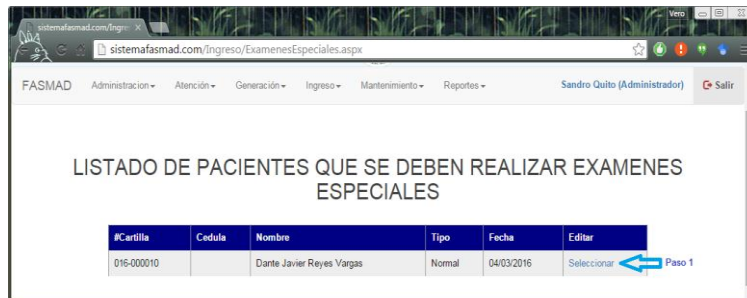 sistemafasmad.com/Ingre
Vero
sistemafasmad.com/Ingreso/ExamenesEspeciales.aspx
FASMAD Administracion Atención Generación Ingreso Mantenimiento Reportes Sandro Quito (Administrador) Salir
LISTADO DE PACIENTES QUE SE DEBEN REALIZAR EXAMENES
ESPECIALES
#Cartilla Cedula Nombre Tipo Fecha Editar
016-000010 Dante Javier Reyes Vargas Normal 04/03/2016 Seleccionar Paso 1